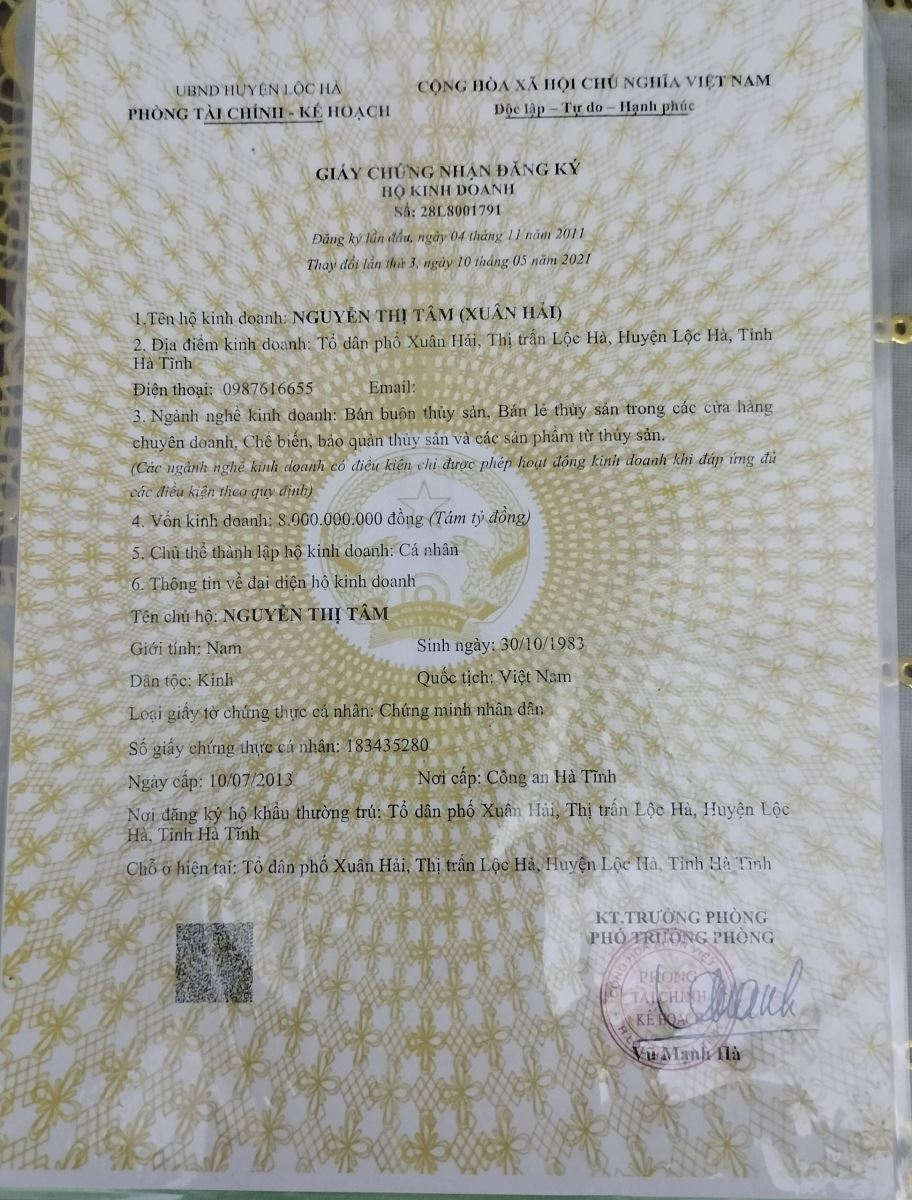 UBND HUYỆN LỘC HÀ
PHÒNG TÀI CHÍNH - KẾ HOẠCH
CỘNG HÒA XÃ HỘI CHỦ NGHĨA VIỆT NAM
Độc lập – Tự do – Hạnh phúc
GIẤY CHỨNG NHẬN ĐĂNG KÝ
HỘ KINH DOANH
Số: 28L8001791
Đăng ký lần đầu, ngày 04 tháng 11 năm 2011
Thay đổi lần thứ 3, ngày 10 tháng 05 năm 2021
1.Tên hộ kinh doanh: NGUYỄN THỊ TÂM (XUÂN HẢI)
2. Địa điểm kinh doanh: Tổ dân phố Xuân Hải, Thị trấn Lộc Hà, Huyện Lộc Hà, Tỉnh
Hà Tĩnh
Điện thoại: 0987616655 Email:
3. Ngành nghề kinh doanh: Bán buôn thủy sản, Bán lẻ thủy sản trong các cửa hàng
chuyên doanh, Chế biến, bảo quản thủy sản và các sản phẩm từ thủy sản.
(Các ngành nghề kinh doanh có điều kiện chỉ được phép hoạt động kinh doanh khi đáp ứng đủ
các điều kiện theo quy định)
4. Vốn kinh doanh: 8.000.000.000 đồng (Tám tỷ đồng)
5. Chủ thể thành lập hộ kinh doanh: Cá nhân
6. Thông tin về đại diện hộ kinh doanh
Tên chủ hộ: NGUYỄN THỊ TÂM
Giới tính: Nam Sinh ngày: 30/10/1983
Dân tộc: Kinh Quốc tịch: Việt Nam
Loại giấy tờ chứng thực cá nhân: Chứng minh nhân dân
Số giấy chứng thực cá nhân: 183435280
Ngày cấp: 10/07/2013 Nơi cấp: Công an Hà Tĩnh
Nơi đăng ký hộ khẩu thường trú: Tổ dân phố Xuân Hải, Thị trấn Lộc Hà, Huyện Lộc
Hà, Tỉnh Hà Tĩnh
Chỗ ở hiện tại: Tổ dân phố Xuân Hải, Thị trấn Lộc Hà, Huyện Lộc Hà, Tỉnh Hà Tĩnh
KT.TRƯỞNG PHÒNG
PHÓ TRƯỞNG PHÒNG
PHÒNG
TÀI CHÍNH
KẾ HOẠCH
Vũ Mạnh Hà
VIỆT NAM